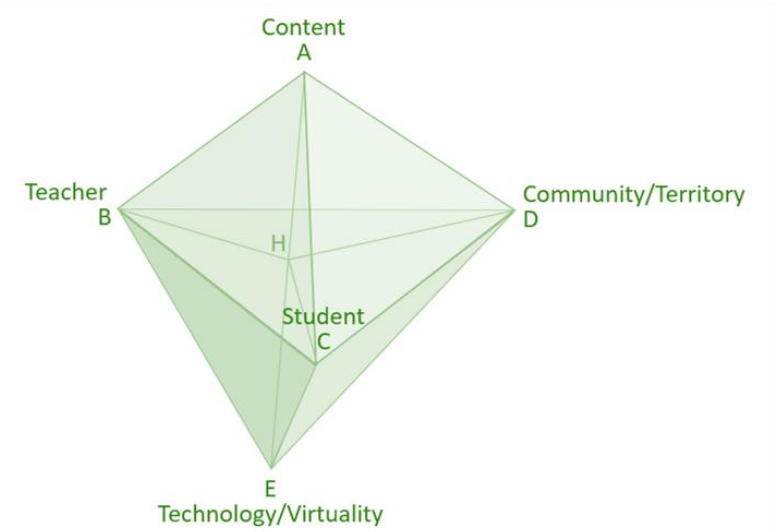 Content
A
Teacher
B
Community/Territory
D
H
Student
C
E
Technology/Virtuality